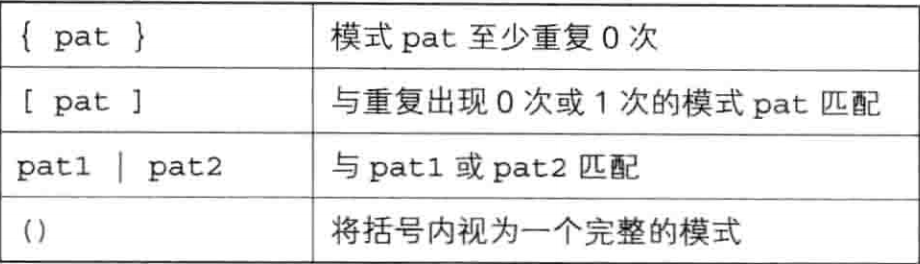 { pat } 模式 pat 至少重复 0 次
[ pat ] 与重复出现 0 次或 1 次的模式 pat 匹配
pat1 | pat2 与 pat1 或 pat2 匹配
() 将括号内视为一个完整的模式